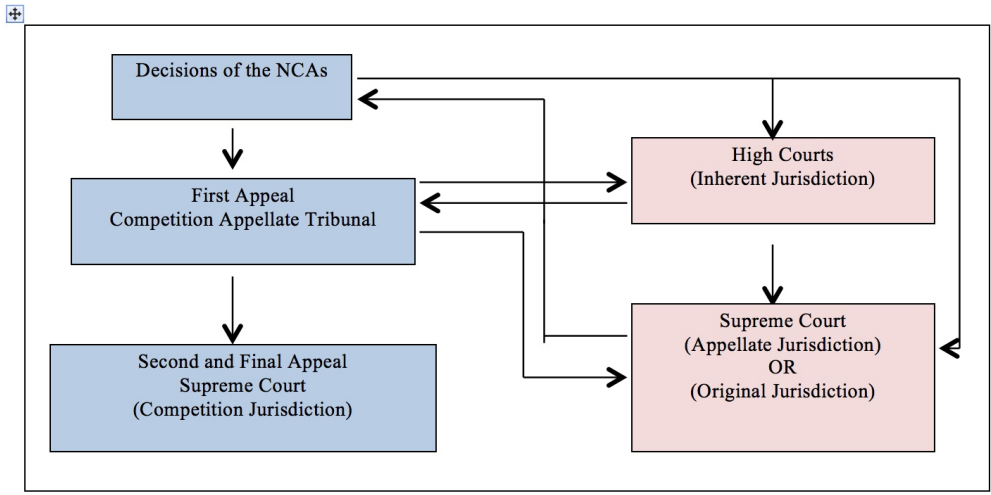 Decisions of the NCAs
First Appeal
Competition Appellate Tribunal
Second and Final Appeal
Supreme Court
(Competition Jurisdiction)
High Courts
(Inherent Jurisdiction)
Supreme Court
(Appellate Jurisdiction)
OR
(Original Jurisdiction)